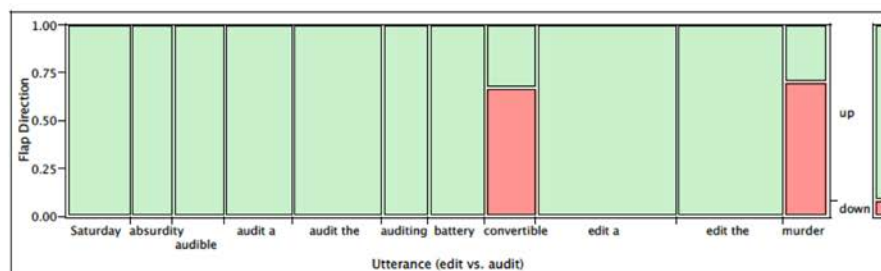 1.00
0.75
0.50
0.25
0.00
Flap Direction
up
down
Saturday absurdity audible audit a audit the auditing battery convertible edit a edit the murder
Utterance (edit vs. audit)